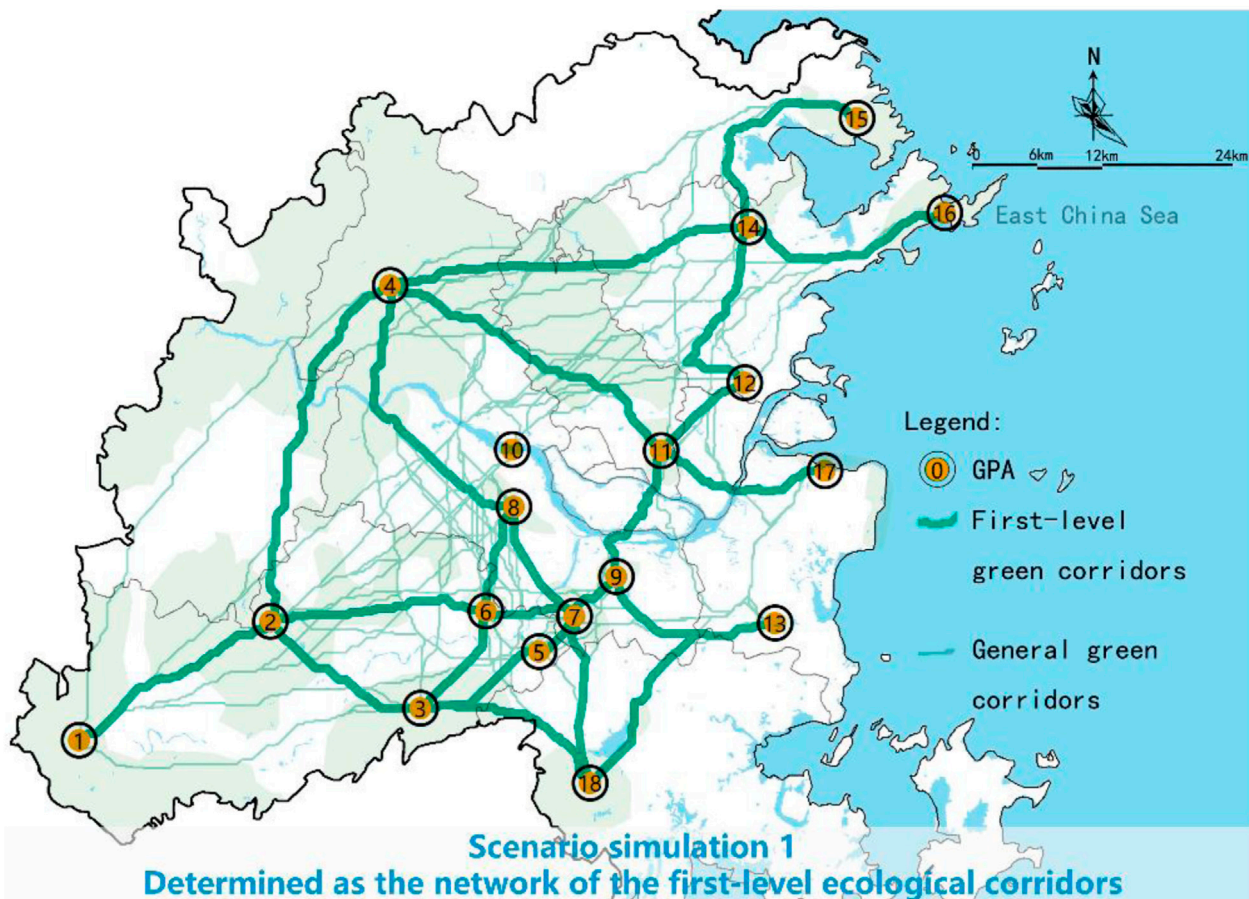 N
0 6km 12km 24km
15
16
East China Sea
14
4
12
Legend:
10
11
0 GPA
17
8
First-level
green corridors
9
6
7
2
13
5
General green
corridors
3
1
18
Scenario simulation 1
Determined as the network of the first-level ecological corridors